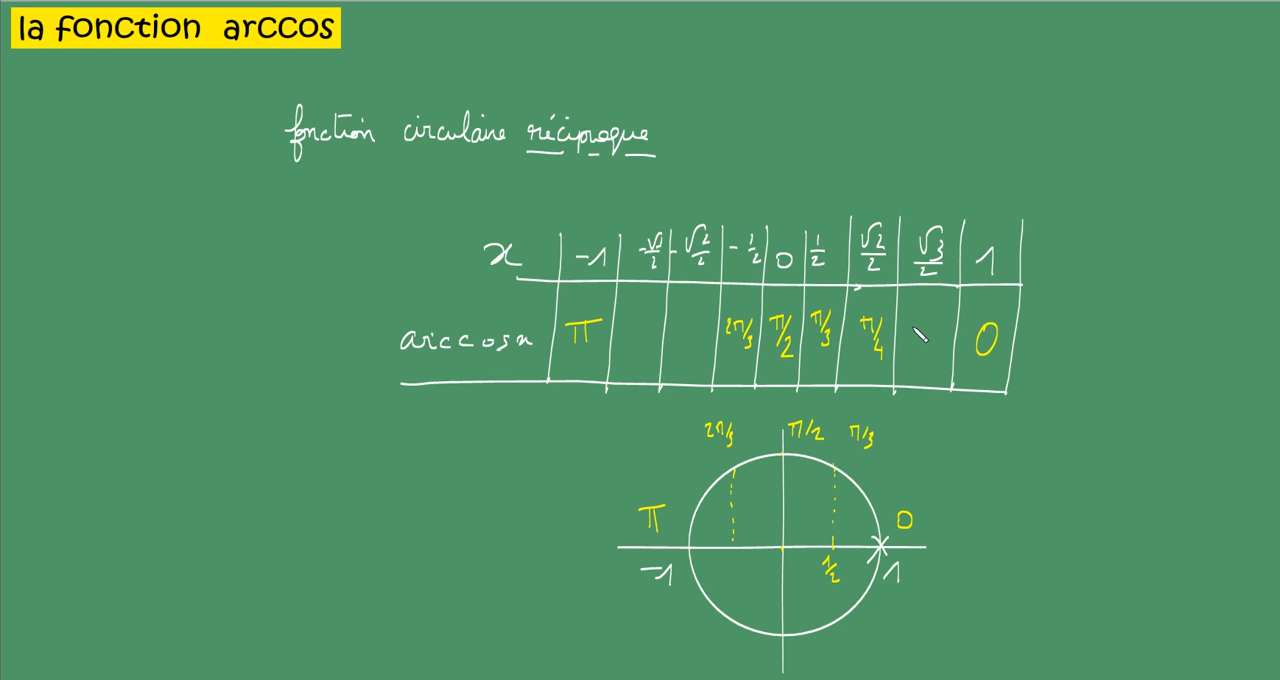 la fonction arccos
fonction circulaire réciproque
x -1 -√3/2 -√2/2 -1/2 0 1/2 √2/2 √3/2 1
arccosx π 2π/3 π/2 π/3 π/4 0
2π/3 π/2 π/3
π 0
-1 1/2 1